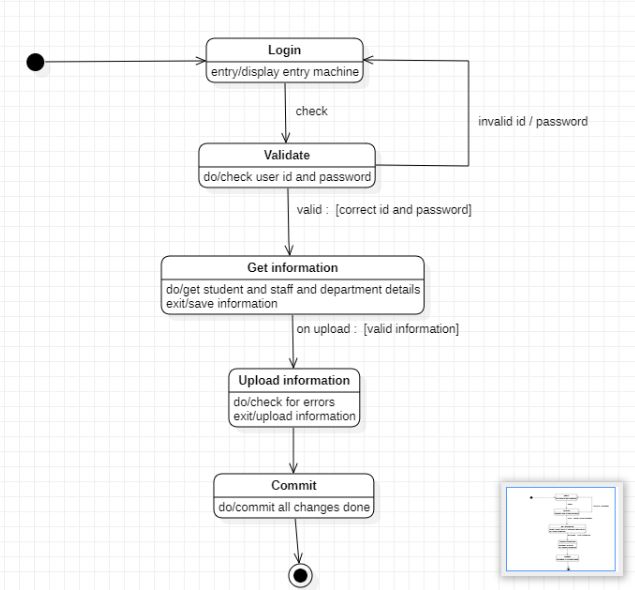 Login
entry/display entry machine
check
invalid id / password
Validate
do/check user id and password
valid : [correct id and password]
Get information
do/get student and staff and department details
exit/save information
on upload : [valid information]
Upload information
do/check for errors
exit/upload information
Commit
do/commit all changes done